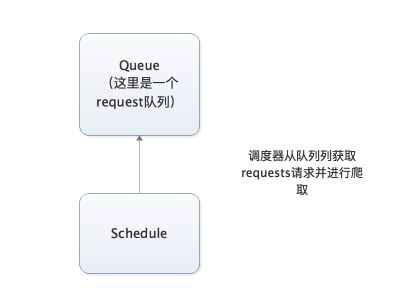 Queue
（这里是一个
request队列）
调度器从队列列获取
requests请求并进行爬
取
Schedule